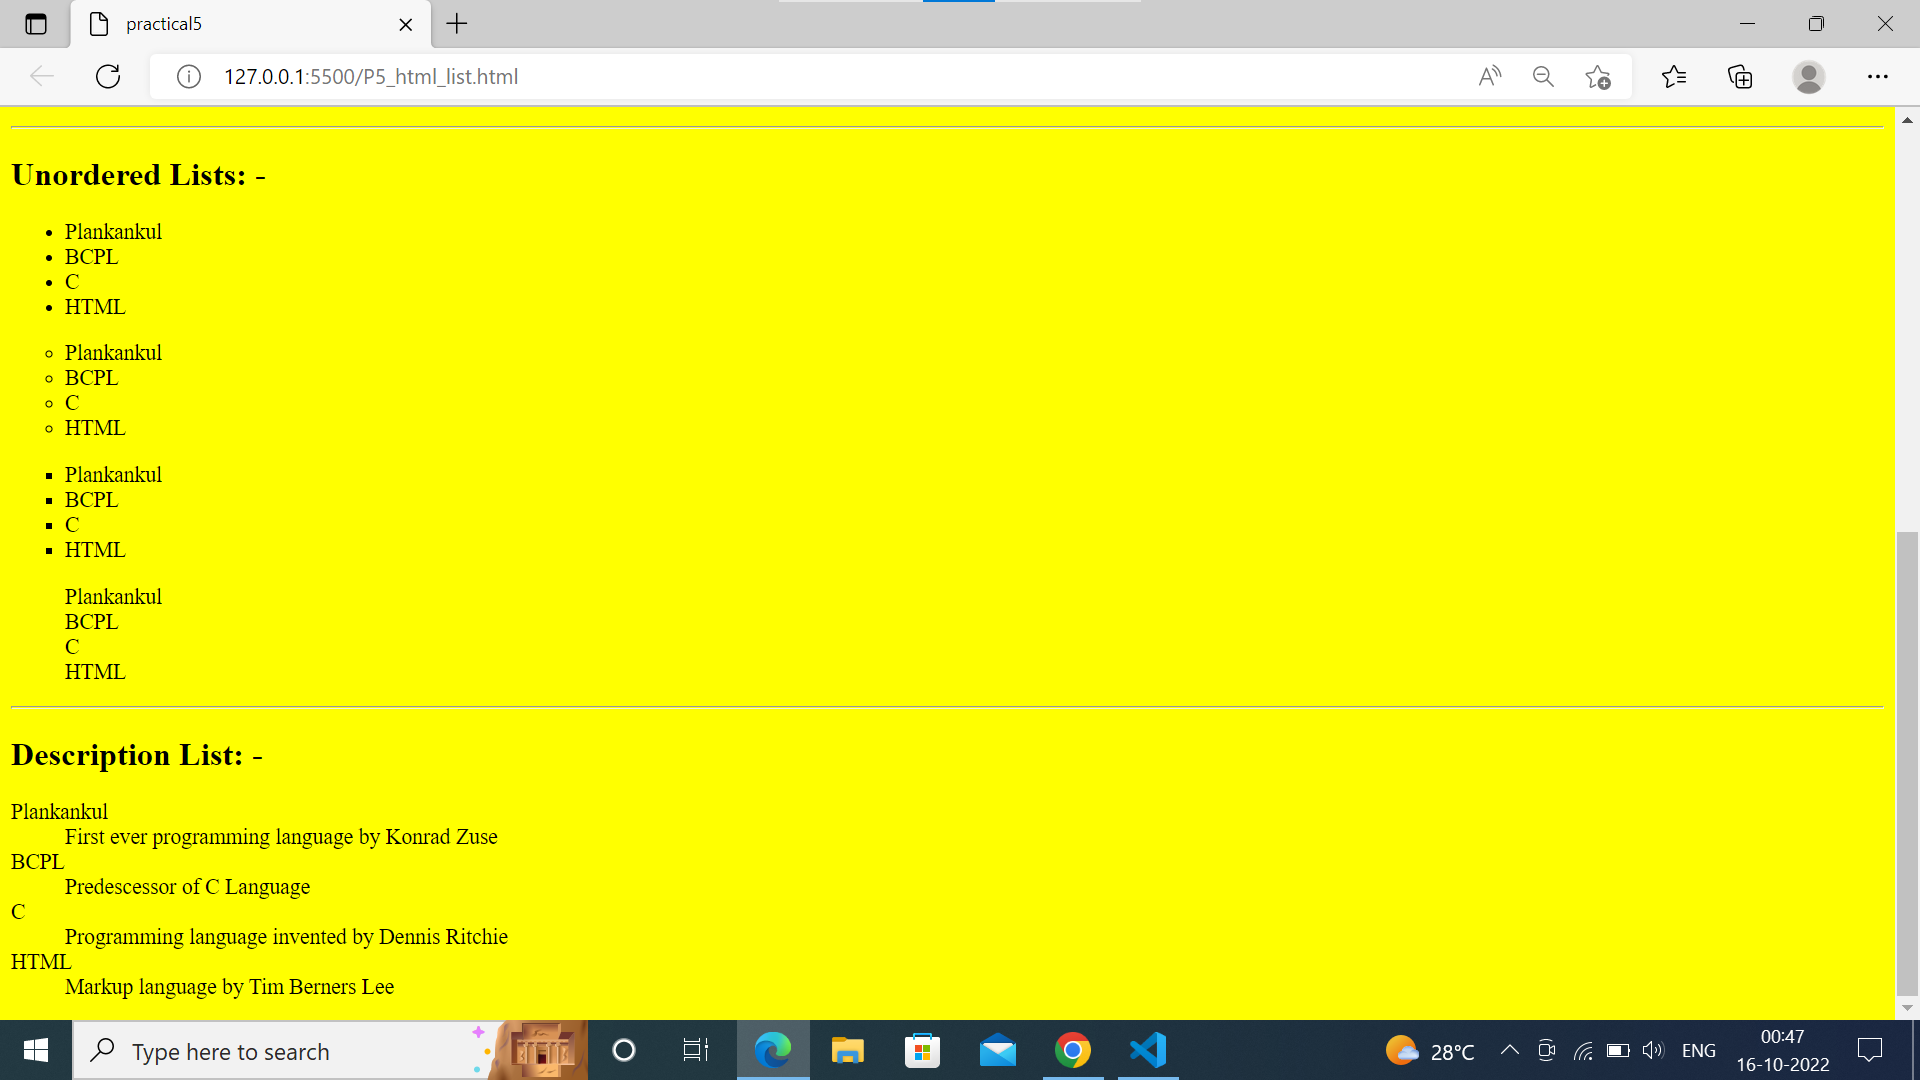 practical5
127.0.0.1:5500/P5_html_list.html
Unordered Lists: -
Plankankul
BCPL
C
HTML
Plankankul
BCPL
C
HTML
Plankankul
BCPL
C
HTML
Plankankul
BCPL
C
HTML
Description List: -
Plankankul
First ever programming language by Konrad Zuse
BCPL
Predescessor of C Language
C
Programming language invented by Dennis Ritchie
HTML
Markup language by Tim Berners Lee
Type here to search
28°C
ENG
00:47
16-10-2022